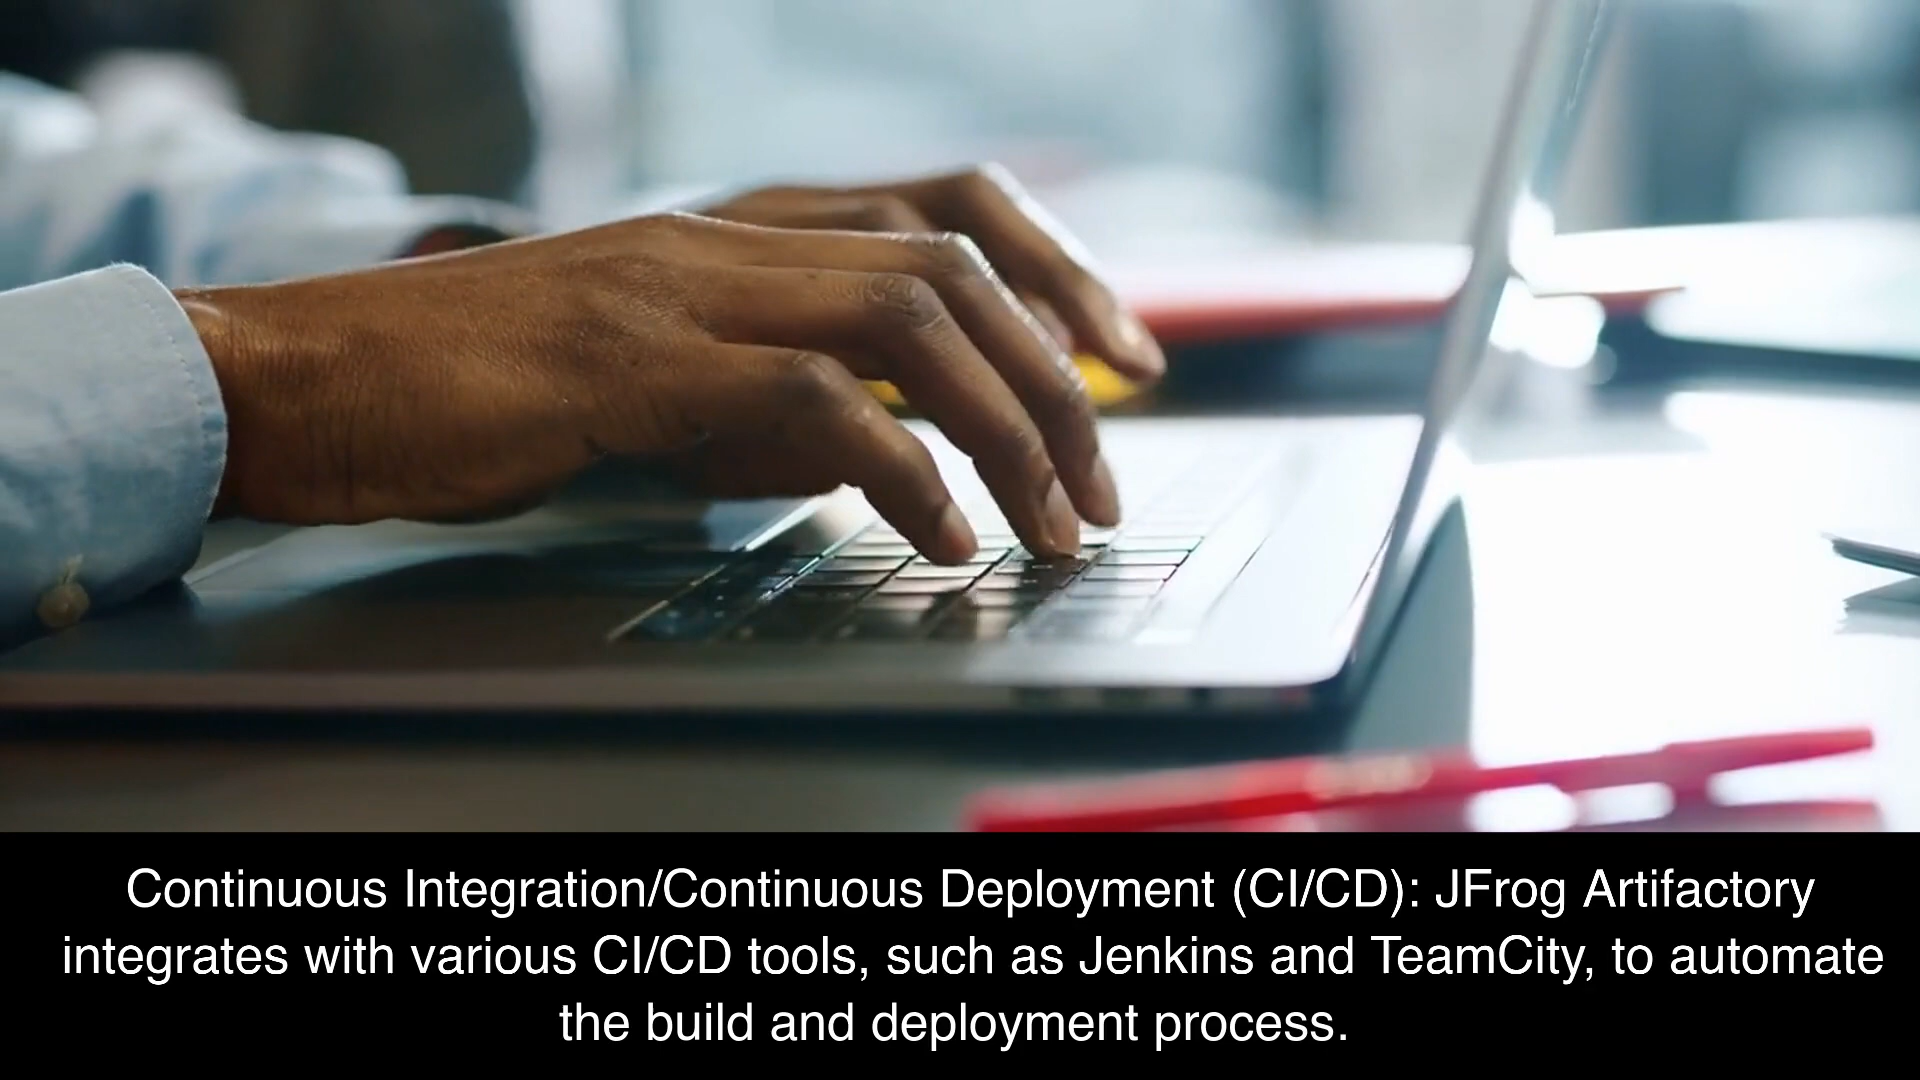 Continuous Integration/Continuous Deployment (CI/CD): JFrog Artifactory
integrates with various CI/CD tools, such as Jenkins and TeamCity, to automate
the build and deployment process.